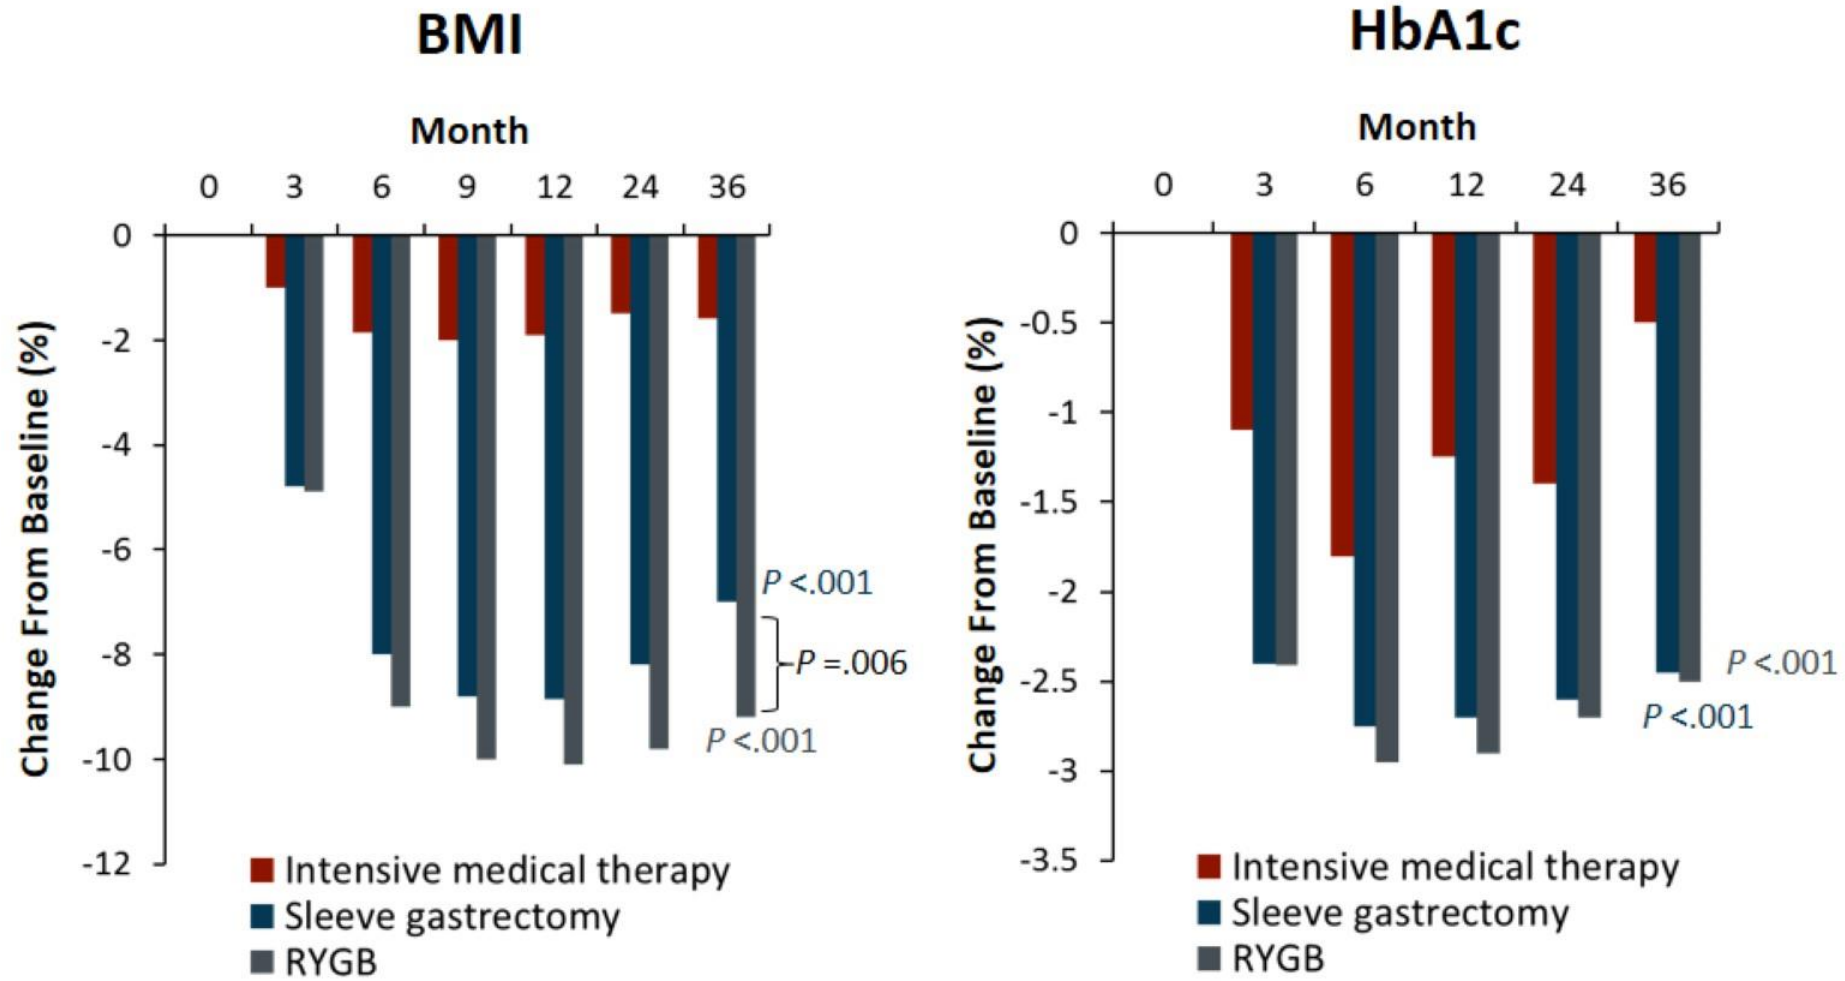 BMI
Month
0 3 6 9 12 24 36
Change From Baseline (%)
0
-2
-4
-6
-8
-10
-12
P <.001
P =.006
P <.001
Intensive medical therapy
Sleeve gastrectomy
RYGB
HbA1c
Month
0 3 6 12 24 36
Change From Baseline (%)
0
-0.5
-1
-1.5
-2
-2.5
-3
-3.5
P <.001
P <.001
Intensive medical therapy
Sleeve gastrectomy
RYGB